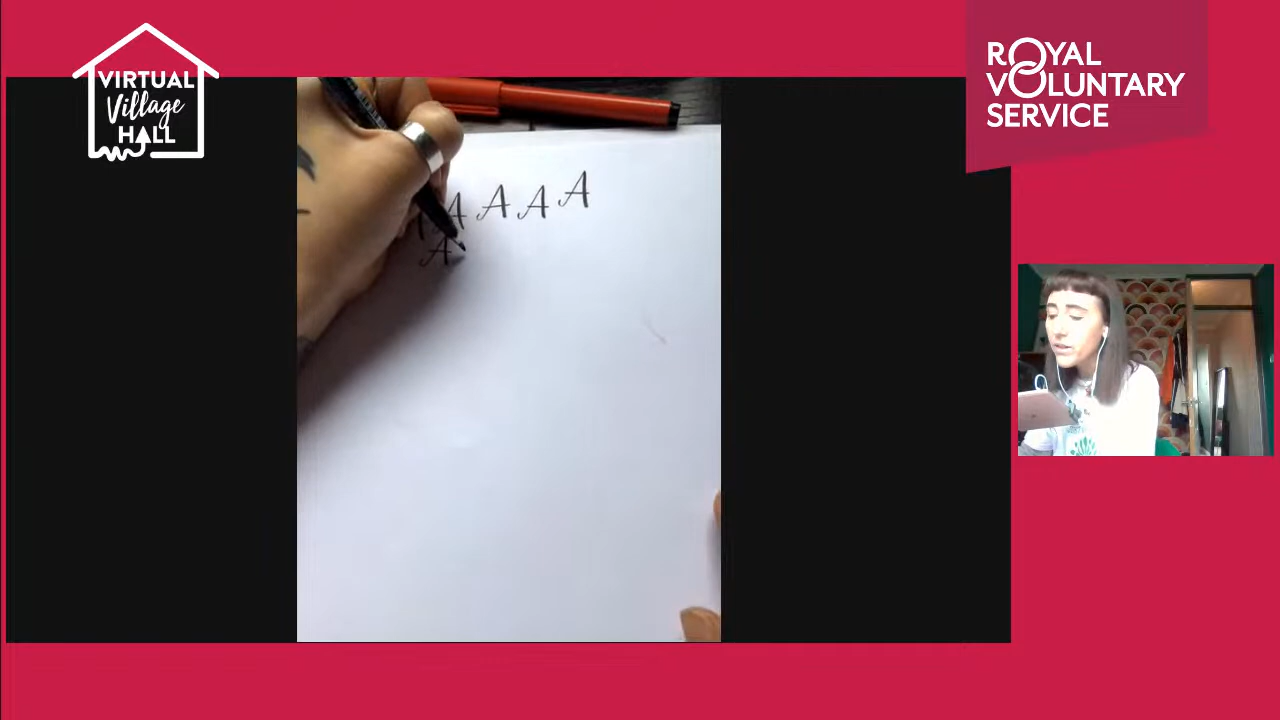 VIRTUAL
Village
HALL
ROYAL
VOLUNTARY
SERVICE
A A A A
A